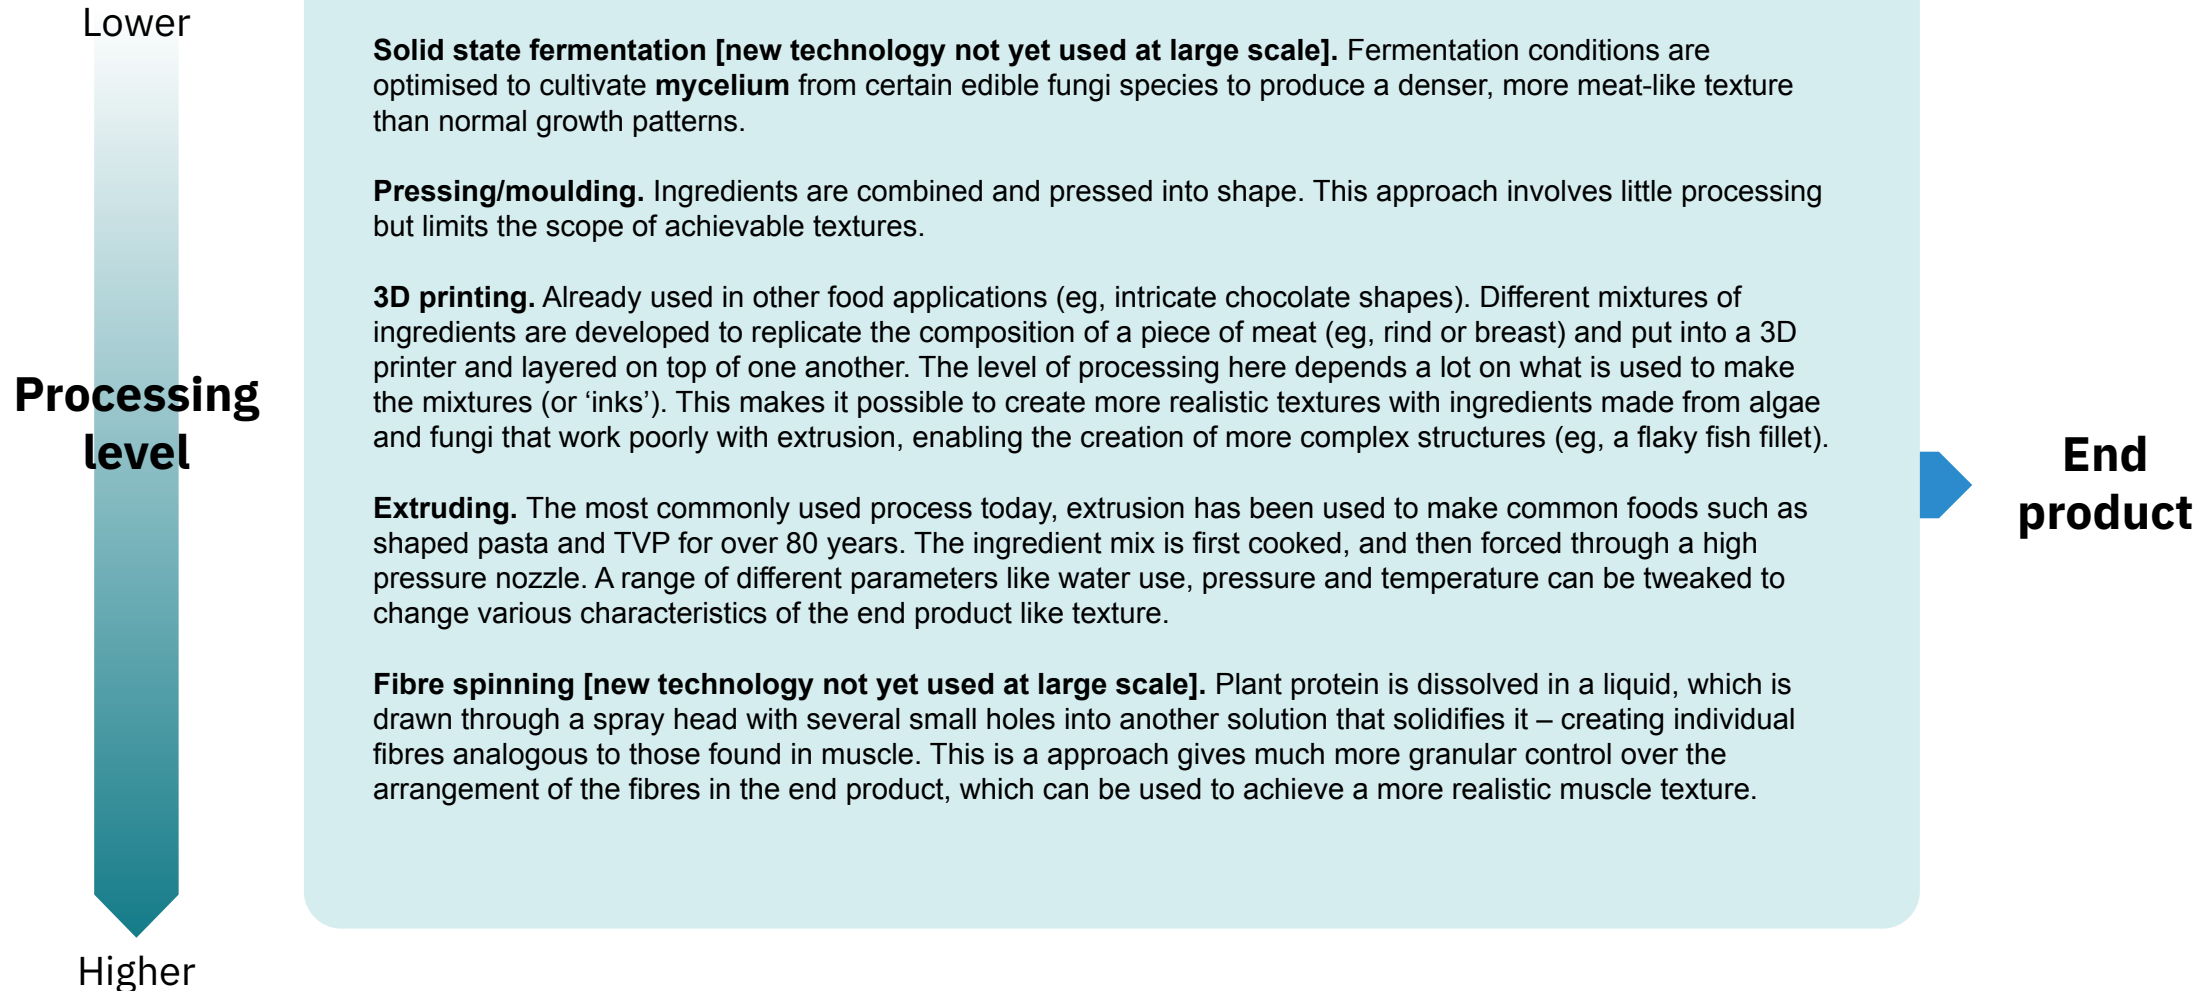 Lower
Solid state fermentation [new technology not yet used at large scale]. Fermentation conditions are
optimised to cultivate mycelium from certain edible fungi species to produce a denser, more meat-like texture
than normal growth patterns.
Pressing/moulding. Ingredients are combined and pressed into shape. This approach involves little processing
but limits the scope of achievable textures.
3D printing. Already used in other food applications (eg, intricate chocolate shapes). Different mixtures of
ingredients are developed to replicate the composition of a piece of meat (eg, rind or breast) and put into a 3D
printer and layered on top of one another. The level of processing here depends a lot on what is used to make
the mixtures (or ‘inks’). This makes it possible to create more realistic textures with ingredients made from algae
and fungi that work poorly with extrusion, enabling the creation of more complex structures (eg, a flaky fish fillet).
Extruding. The most commonly used process today, extrusion has been used to make common foods such as
shaped pasta and TVP for over 80 years. The ingredient mix is first cooked, and then forced through a high
pressure nozzle. A range of different parameters like water use, pressure and temperature can be tweaked to
change various characteristics of the end product like texture.
Fibre spinning [new technology not yet used at large scale]. Plant protein is dissolved in a liquid, which is
drawn through a spray head with several small holes into another solution that solidifies it – creating individual
fibres analogous to those found in muscle. This is a approach gives much more granular control over the
arrangement of the fibres in the end product, which can be used to achieve a more realistic muscle texture.
Processing
level
Higher
End
product